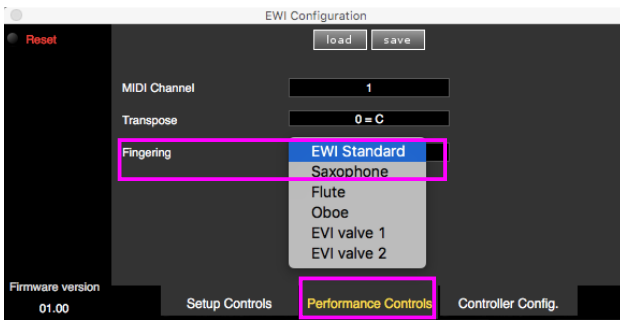 EWI Configuration
Reset
load save
MIDI Channel 1
Transpose 0 = C
Fingering EWI Standard
Saxophone
Flute
Oboe
EVI valve 1
EVI valve 2
Firmware version
01.00
Setup Controls Performance Controls Controller Config.